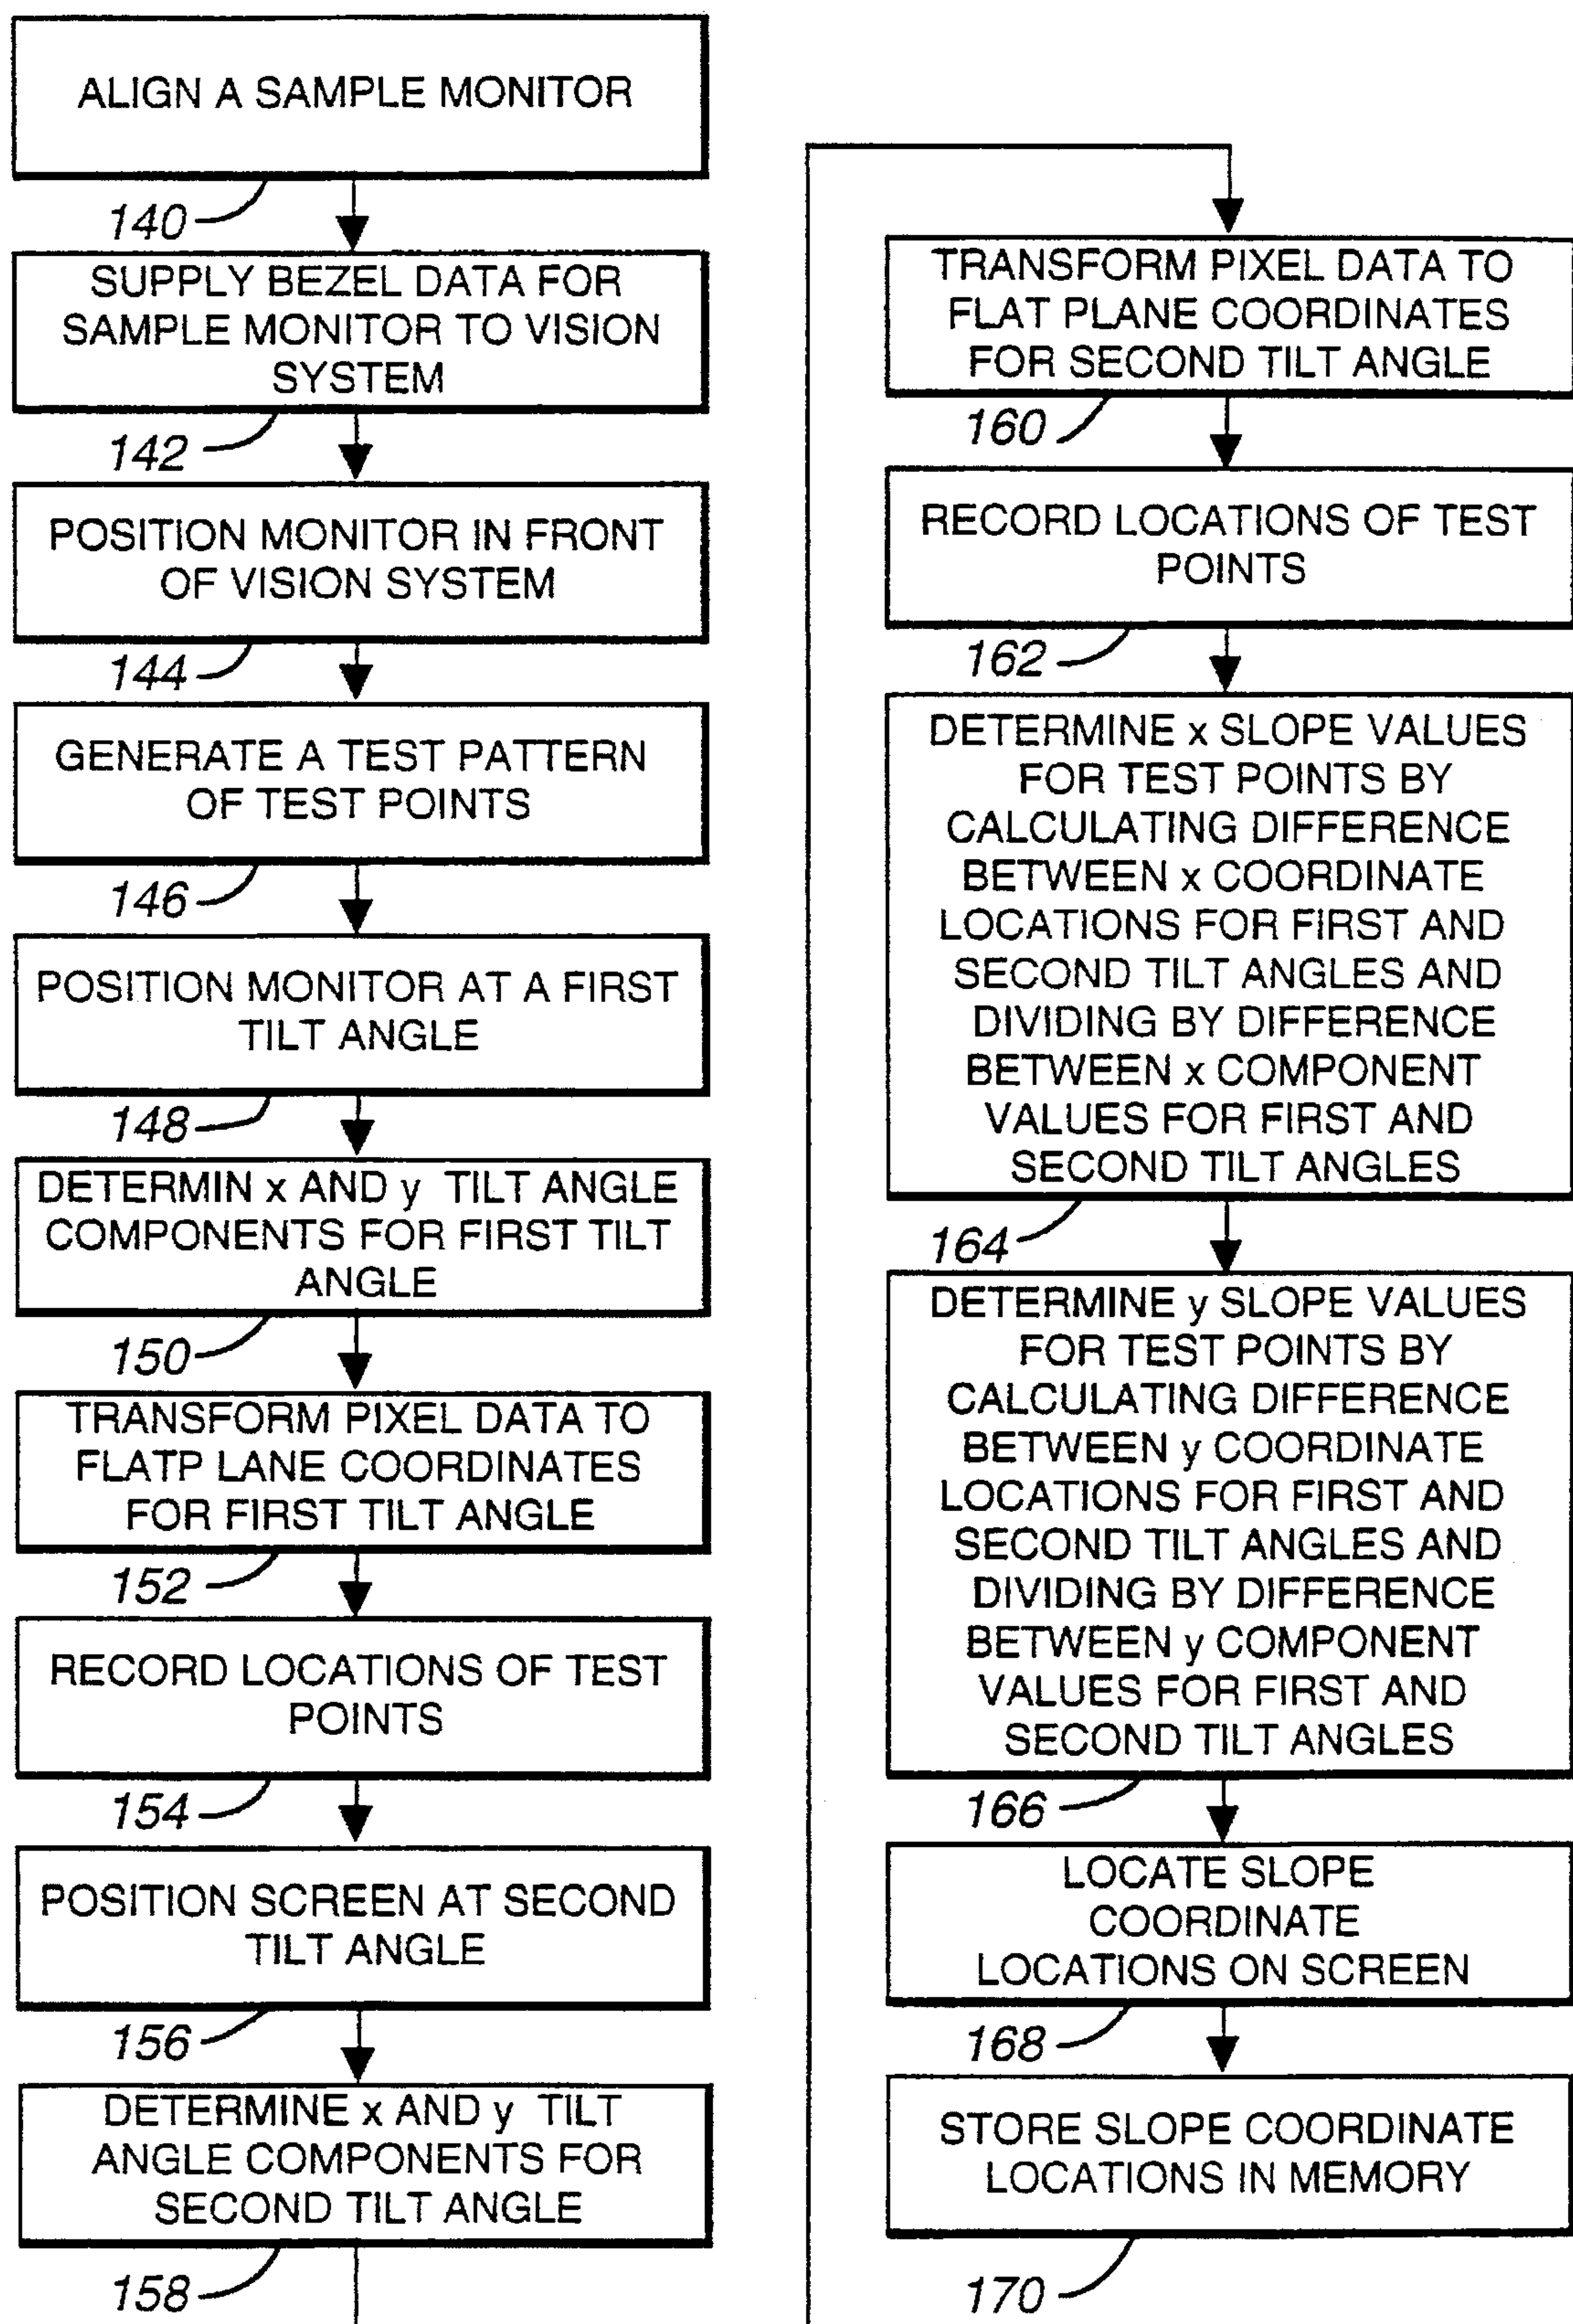 ALIGN A SAMPLE MONITOR
140
SUPPLY BEZEL DATA FOR
SAMPLE MONITOR TO VISION
SYSTEM
142
POSITION MONITOR IN FRONT
OF VISION SYSTEM
144
GENERATE A TEST PATTERN
OF TEST POINTS
146
POSITION MONITOR AT A FIRST
TILT ANGLE
148
DETERMIN x AND y TILT ANGLE
COMPONENTS FOR FIRST TILT
ANGLE
150
TRANSFORM PIXEL DATA TO
FLATP LANE COORDINATES
FOR FIRST TILT ANGLE
152
RECORD LOCATIONS OF TEST
POINTS
154
POSITION SCREEN AT SECOND
TILT ANGLE
156
DETERMINE x AND y TILT
ANGLE COMPONENTS FOR
SECOND TILT ANGLE
158
TRANSFORM PIXEL DATA TO
FLAT PLANE COORDINATES
FOR SECOND TILT ANGLE
160
RECORD LOCATIONS OF TEST
POINTS
162
DETERMINE x SLOPE VALUES
FOR TEST POINTS BY
CALCULATING DIFFERENCE
BETWEEN x COORDINATE
LOCATIONS FOR FIRST AND
SECOND TILT ANGLES AND
DIVIDING BY DIFFERENCE
BETWEEN x COMPONENT
VALUES FOR FIRST AND
SECOND TILT ANGLES
164
DETERMINE y SLOPE VALUES
FOR TEST POINTS BY
CALCULATING DIFFERENCE
BETWEEN y COORDINATE
LOCATIONS FOR FIRST AND
SECOND TILT ANGLES AND
DIVIDING BY DIFFERENCE
BETWEEN y COMPONENT
VALUES FOR FIRST AND
SECOND TILT ANGLES
166
LOCATE SLOPE
COORDINATE
LOCATIONS ON SCREEN
168
STORE SLOPE COORDINATE
LOCATIONS IN MEMORY
170